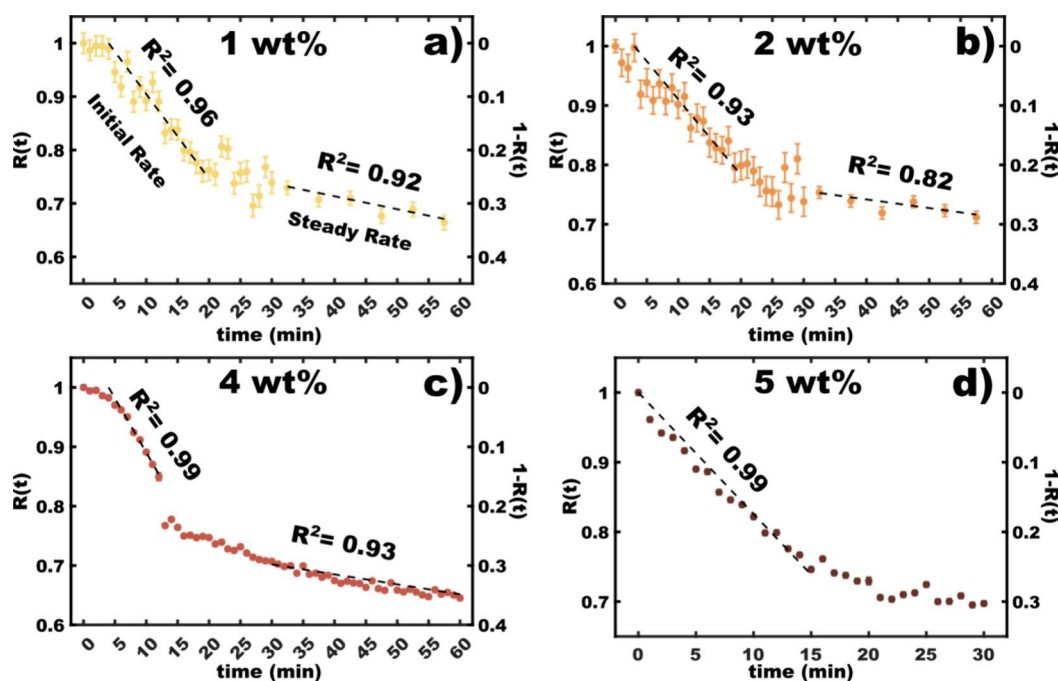 1 wt%
a)
R²= 0.96
Initial Rate
R²= 0.92
Steady Rate
R(t)
1
0.9
0.8
0.7
0.6
0
0.1
0.2
0.3
0.4
1-R(t)
0 5 10 15 20 25 30 35 40 45 50 55 60
time (min)
2 wt%
b)
R²= 0.93
R²= 0.82
R(t)
1
0.9
0.8
0.7
0.6
0
0.1
0.2
0.3
0.4
1-R(t)
0 5 10 15 20 25 30 35 40 45 50 55 60
time (min)
4 wt%
c)
R²= 0.99
R²= 0.93
R(t)
1
0.9
0.8
0.7
0.6
0
0.1
0.2
0.3
0.4
1-R(t)
0 5 10 15 20 25 30 35 40 45 50 55 60
time (min)
5 wt%
d)
R²= 0.99
R(t)
1
0.9
0.8
0.7
0
0.1
0.2
0.3
1-R(t)
0 5 10 15 20 25 30
time (min)